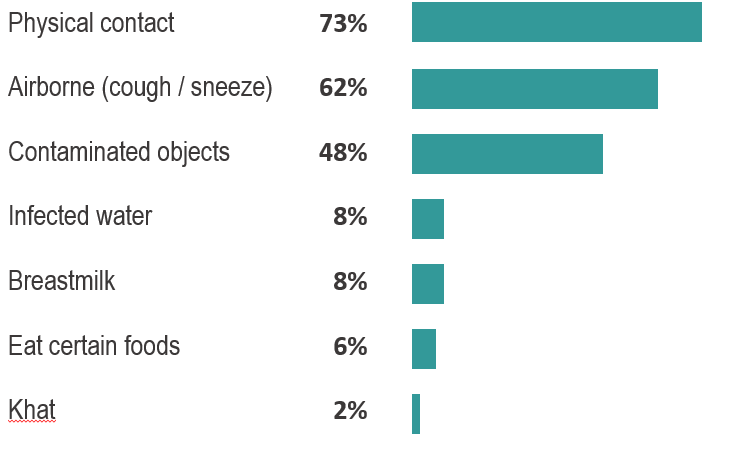 Physical contact 73%
Airborne (cough / sneeze) 62%
Contaminated objects 48%
Infected water 8%
Breastmilk 8%
Eat certain foods 6%
Khat 2%